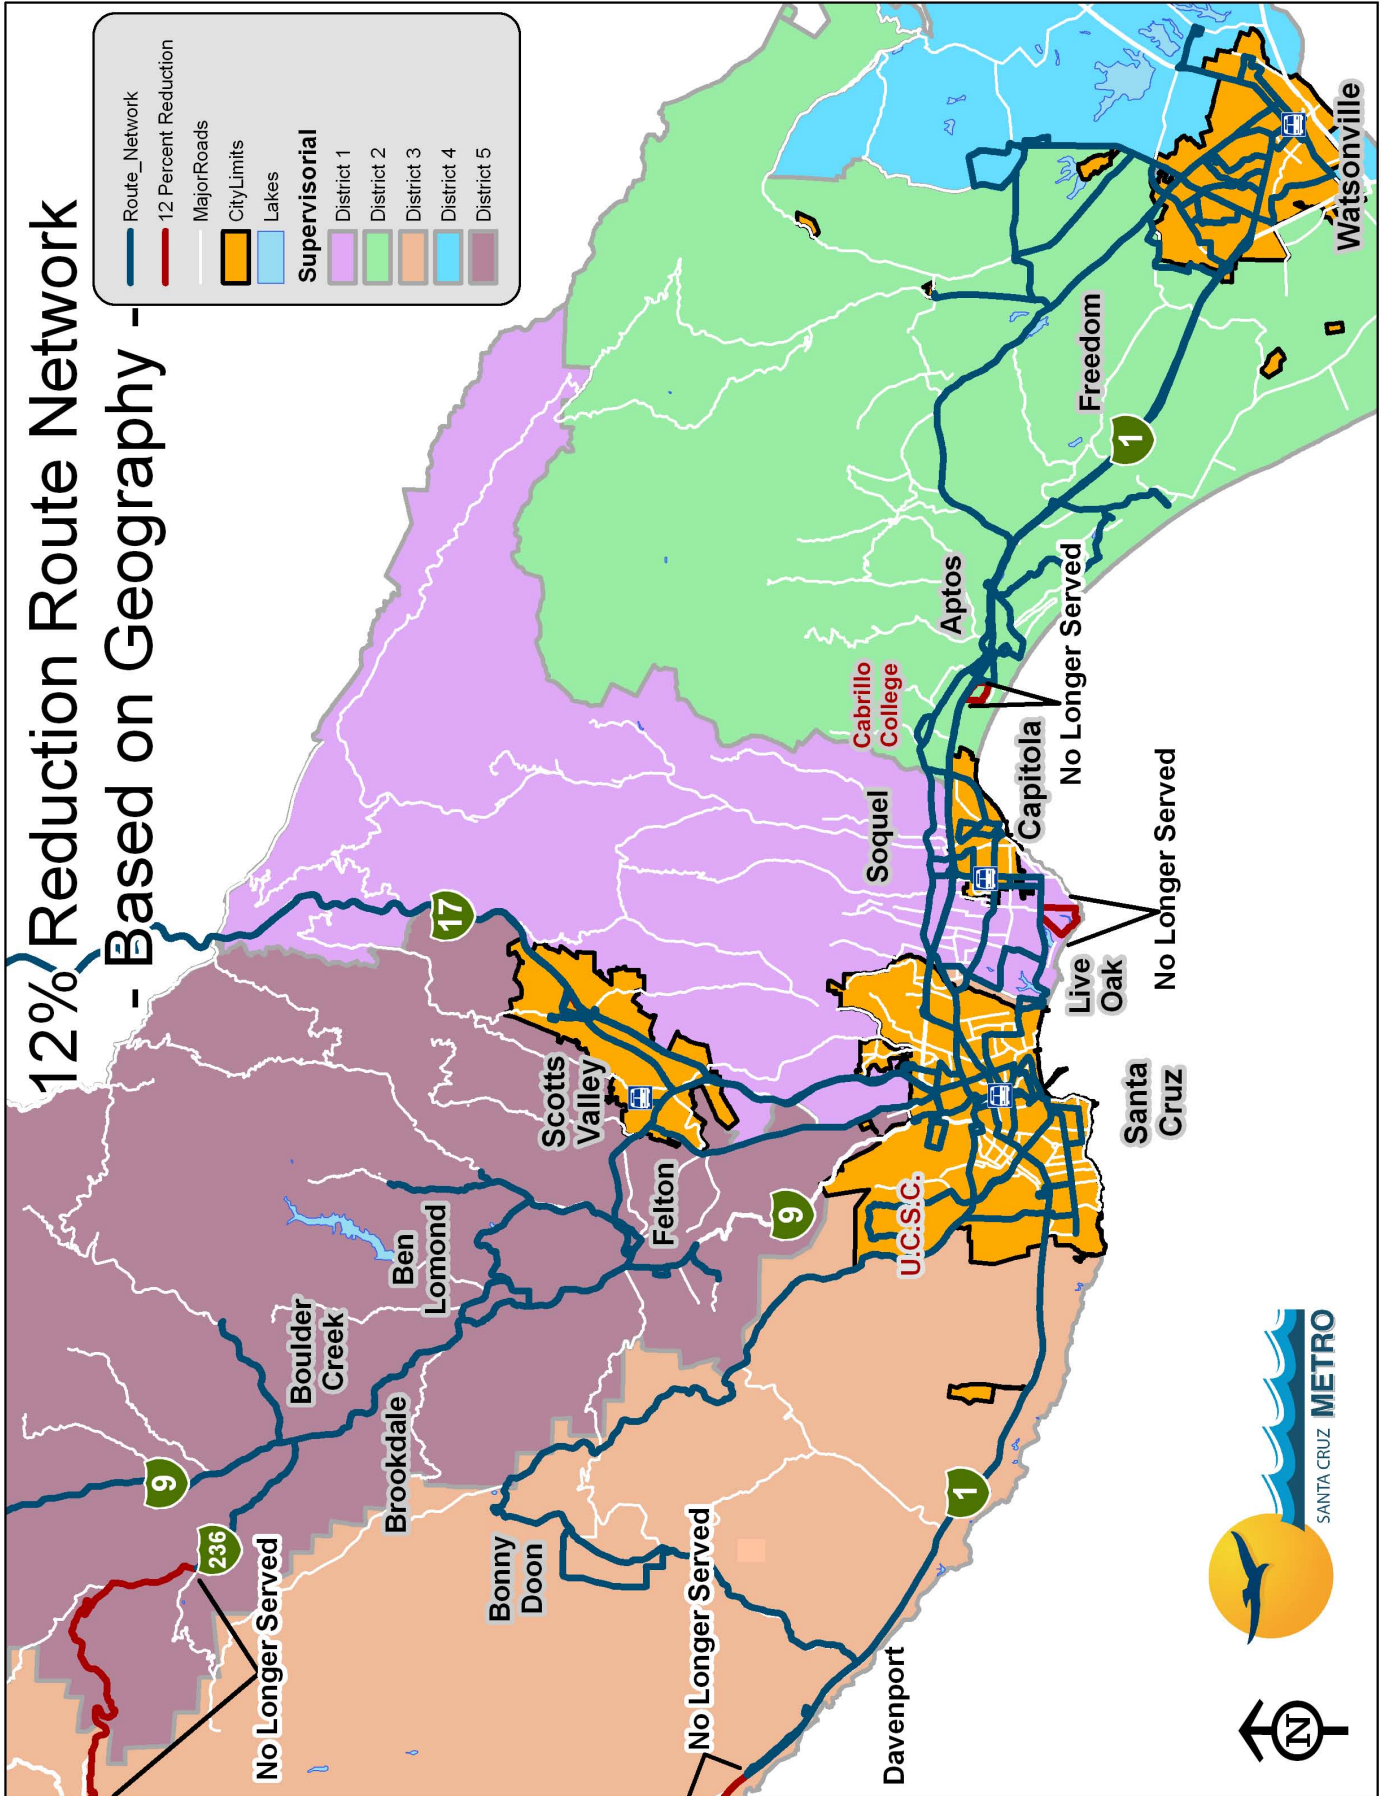 12% Reduction Route Network
- Based on Geography -
Route_Network
12 Percent Reduction
MajorRoads
CityLimits
Lakes
Supervisorial
District 1
District 2
District 3
District 4
District 5
17
9
236
No Longer Served
Boulder
Creek
Brookdale
Ben
Lomond
Scotts
Valley
Felton
9
Bonny
Doon
No Longer Served
Davenport
1
U.C.S.C.
Santa
Cruz
Live
Oak
No Longer Served
Soquel
Capitola
Cabrillo
College
No Longer Served
Aptos
1
Freedom
Watsonville
SANTA CRUZ METRO
N